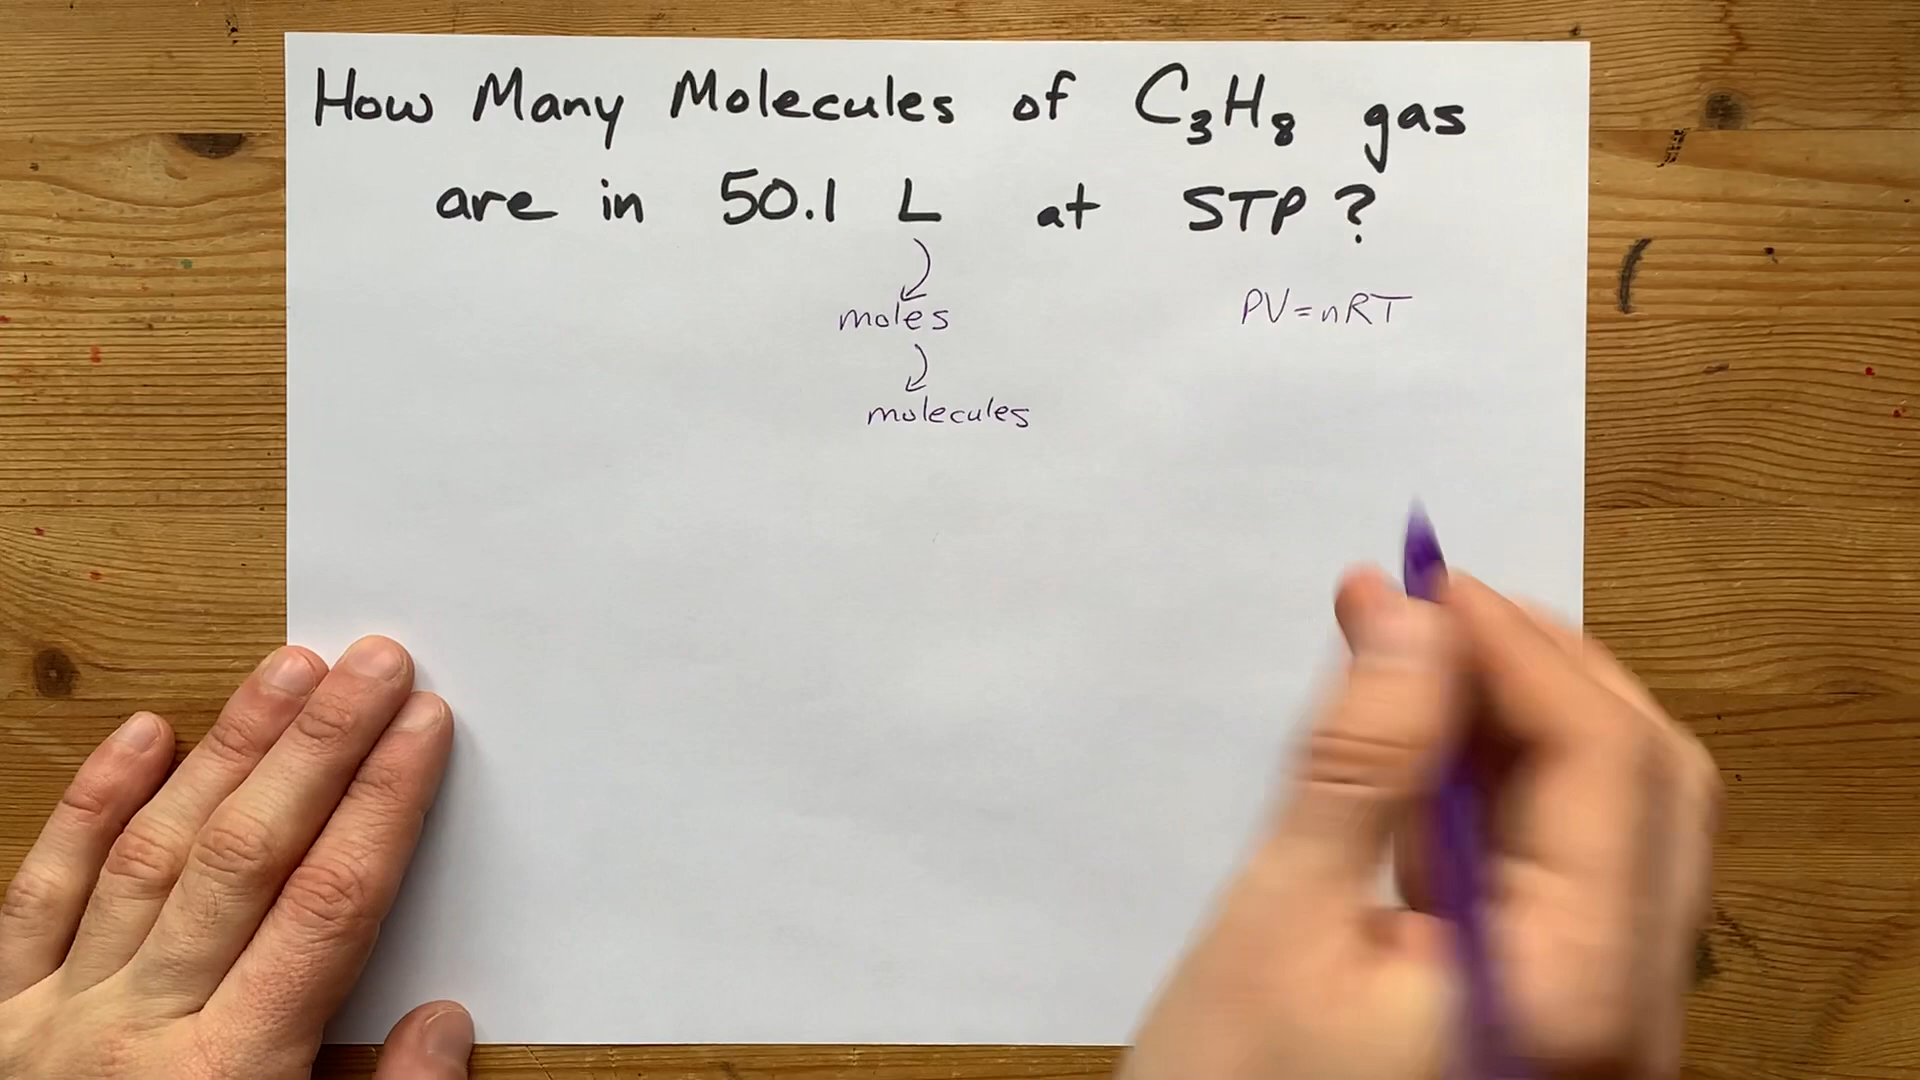 How Many Molecules of C₃H₈ gas
are in 50.1 L at STP?
moles
PV=nRT
molecules